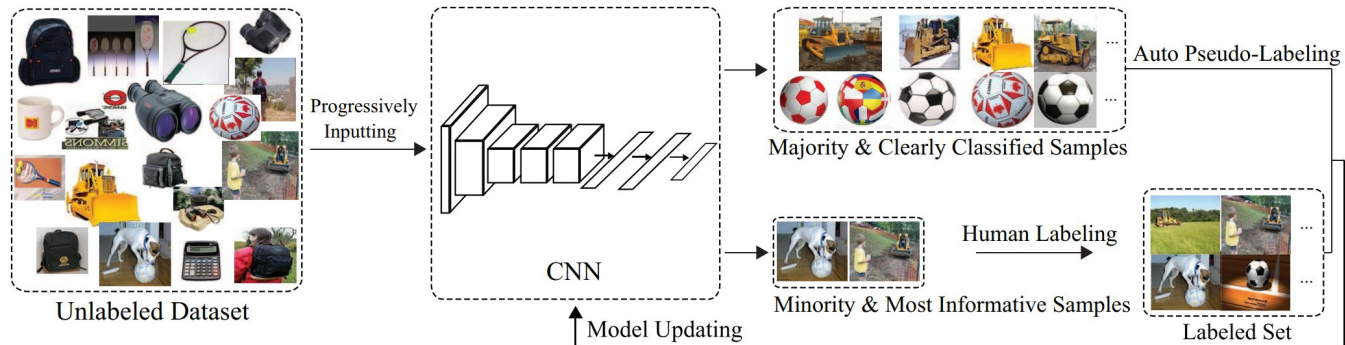 Progressively
Inputting
Unlabeled Dataset
CNN
Model Updating
Majority & Clearly Classified Samples
Auto Pseudo-Labeling
Human Labeling
Minority & Most Informative Samples
Labeled Set
...
...
...
...
SIMMONS